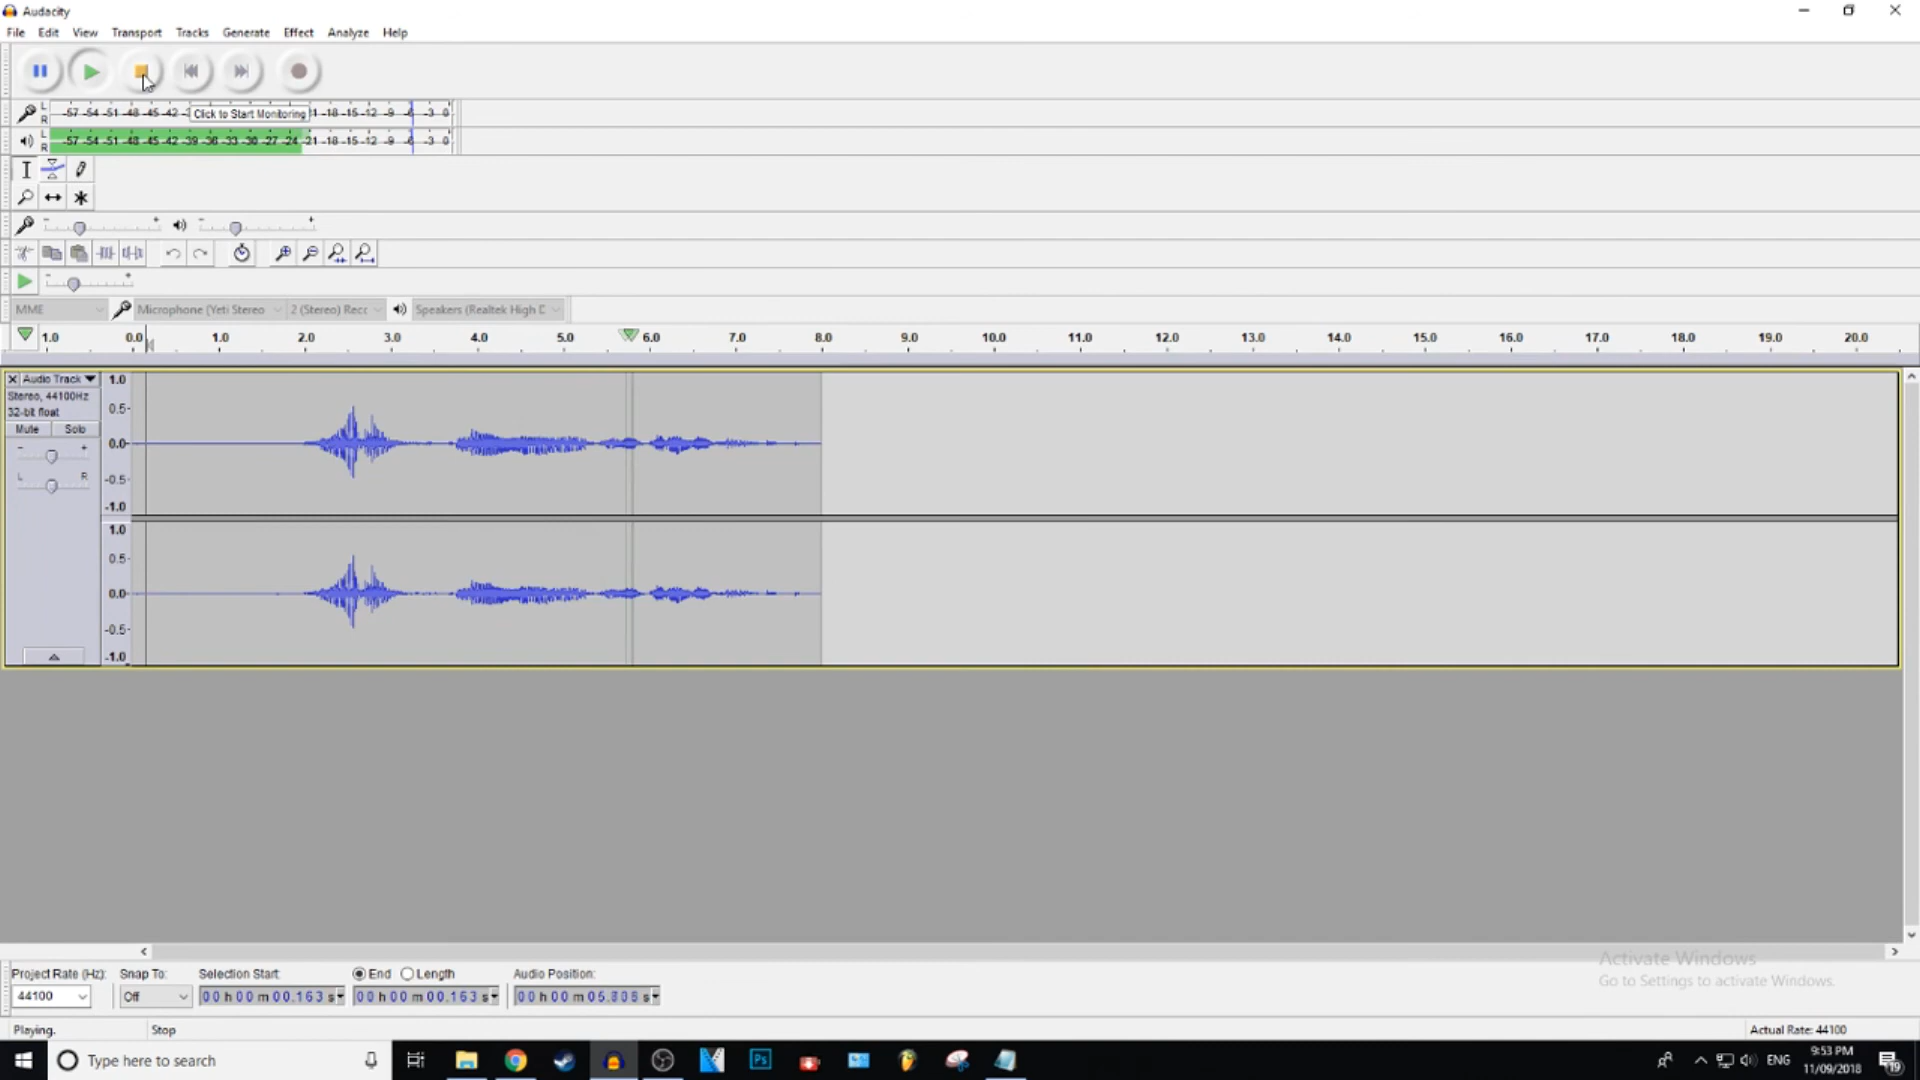 Audacity
File Edit View Transport Tracks Generate Effect Analyze Help
L R -57 -54 -51 -48 -45 -42 Click to Start Monitoring -18 -15 -12 -9 -6 -3 0
L R -57 -54 -51 -48 -45 -42 -39 -36 -33 -30 -27 -24 -21 -18 -15 -12 -9 -6 -3 0
MME Microphone (Yeti Stereo 2 (Stereo) Recc Speakers (Realtek High D
1.0 0.0 1.0 2.0 3.0 4.0 5.0 6.0 7.0 8.0 9.0 10.0 11.0 12.0 13.0 14.0 15.0 16.0 17.0 18.0 19.0 20.0
Audio Track 1.0
Stereo, 44100Hz
32-bit float 0.5
Mute Solo
0.0
L R -0.5
-1.0
1.0
0.5
0.0
-0.5
-1.0
Activate Windows
Go to Settings to activate Windows.
Project Rate (Hz): Snap To: Selection Start: End Length Audio Position:
44100 Off 00 h 00 m 00.163 s 00 h 00 m 00.163 s 00 h 00 m 05.808 s
Playing. Stop Actual Rate: 44100
Type here to search ENG 9:53 PM
11/09/2018 19